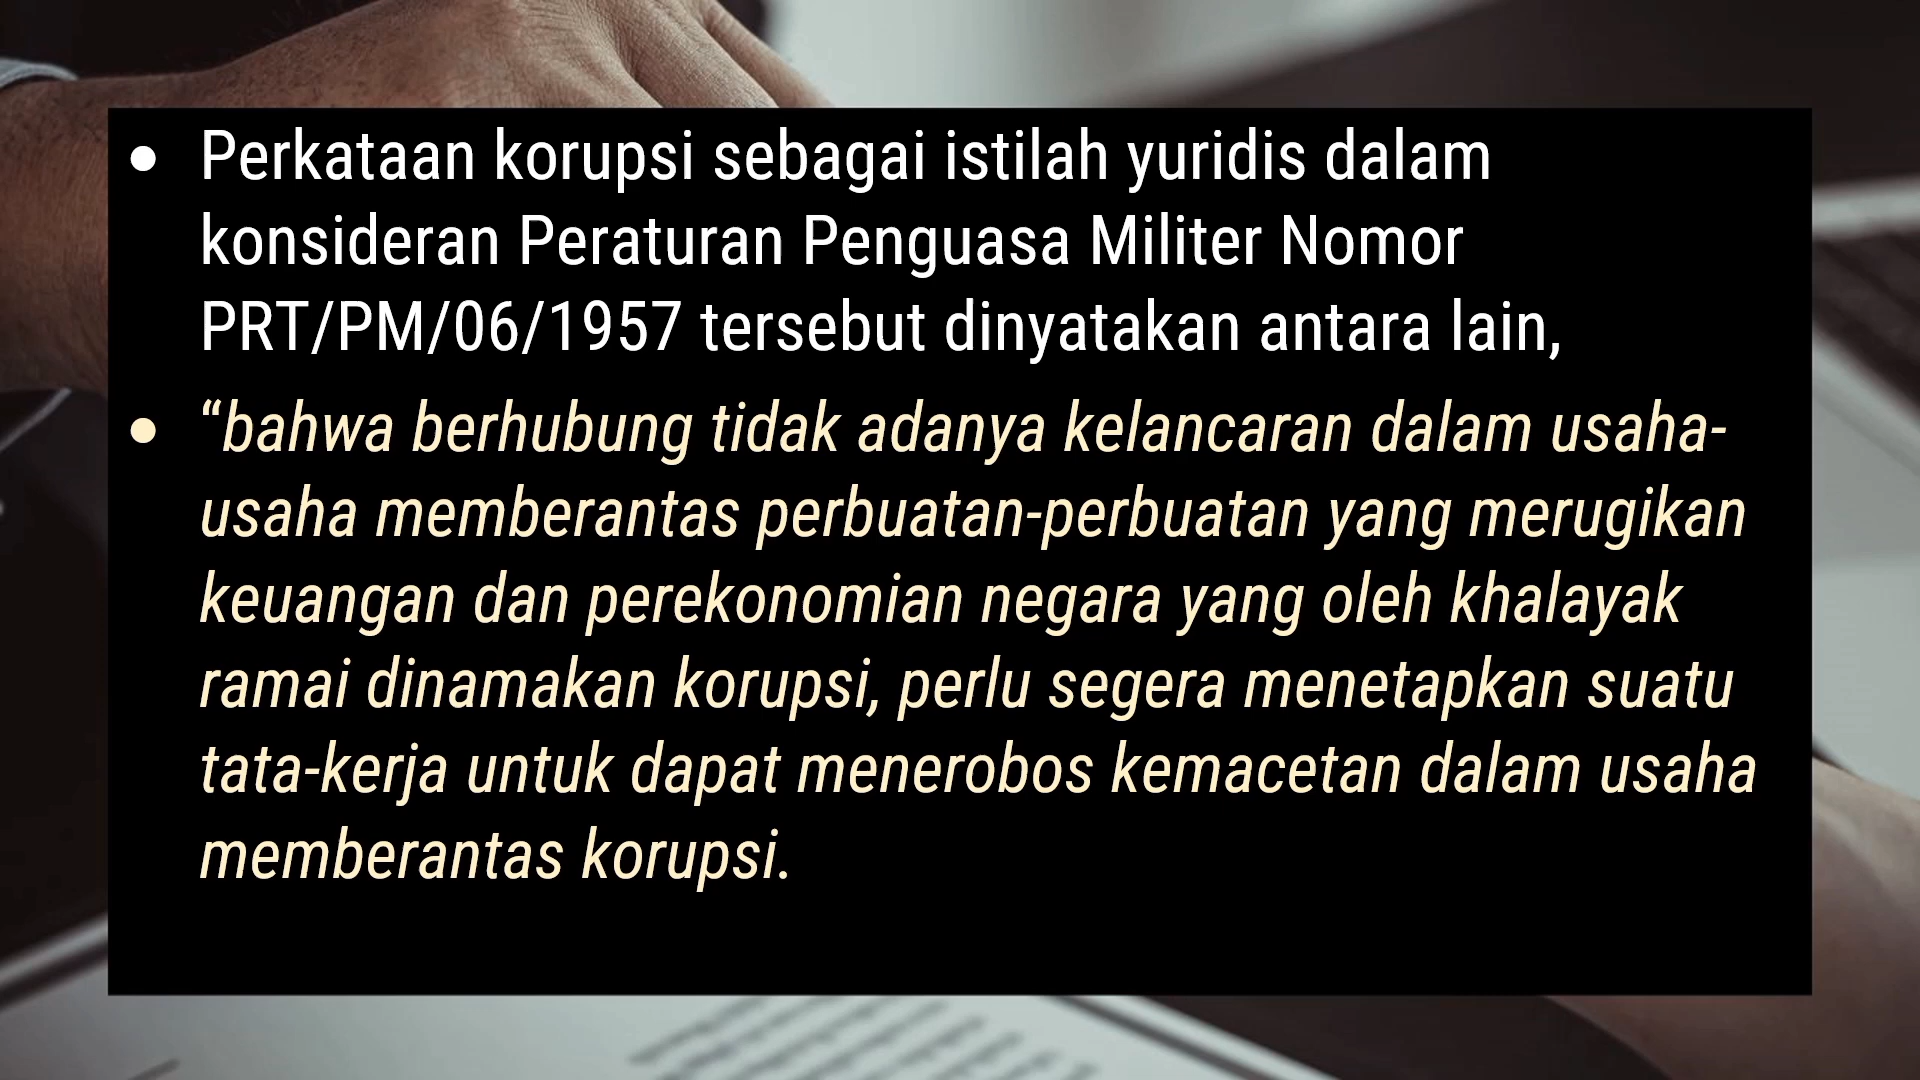 • Perkataan korupsi sebagai istilah yuridis dalam
konsideran Peraturan Penguasa Militer Nomor
PRT/PM/06/1957 tersebut dinyatakan antara lain,
• “bahwa berhubung tidak adanya kelancaran dalam usaha-
usaha memberantas perbuatan-perbuatan yang merugikan
keuangan dan perekonomian negara yang oleh khalayak
ramai dinamakan korupsi, perlu segera menetapkan suatu
tata-kerja untuk dapat menerobos kemacetan dalam usaha
memberantas korupsi.